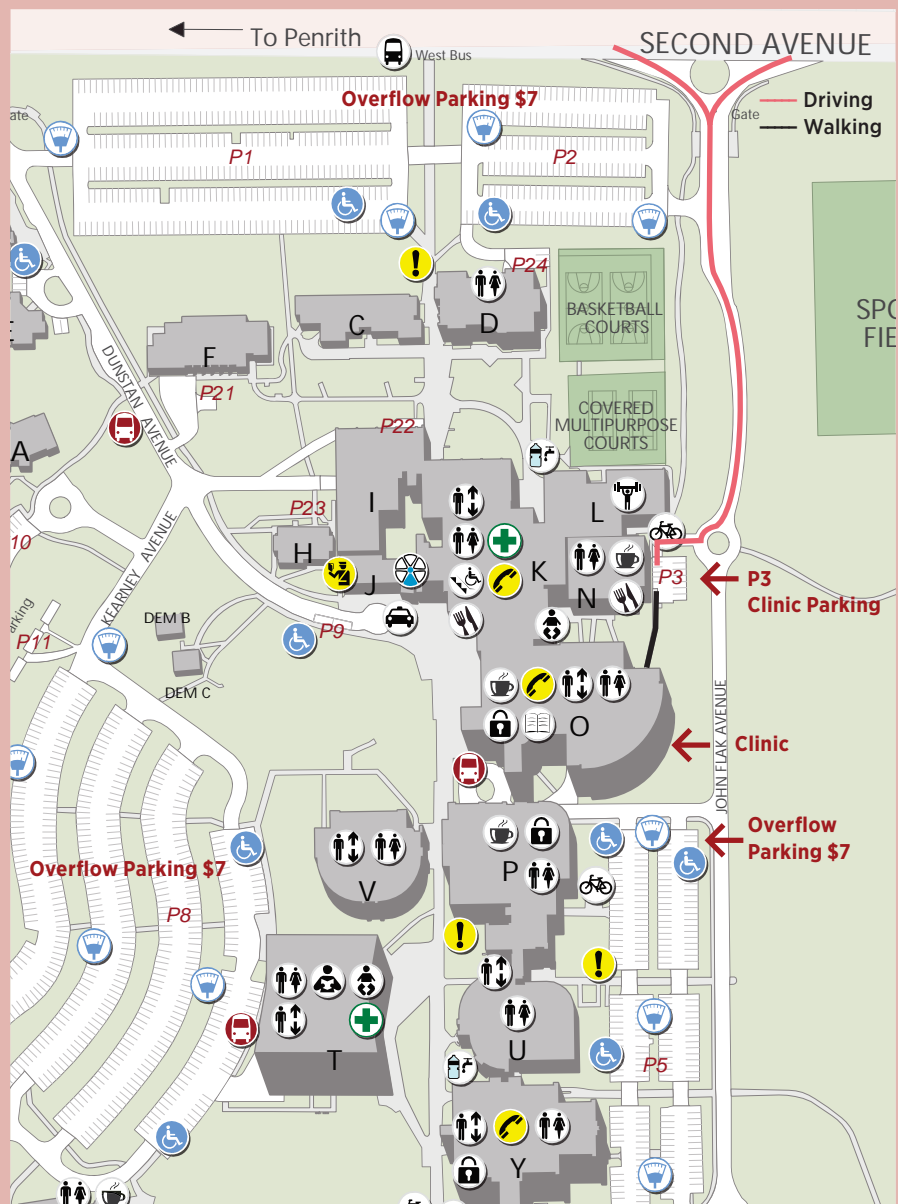 To Penrith
SECOND AVENUE
West Bus
Overflow Parking $7
Driving
Walking
Gate
ate
P1
P2
P24
BASKETBALL
COURTS
SPO
FIE
C
D
F
E
DUNSTAN AVENUE
P21
COVERED
MULTIPURPOSE
COURTS
P22
A
I
L
P23
H
J
K
N
10
P3
P3
Clinic Parking
KEARNEY AVENUE
DEM B
P9
arking
P11
DEM C
O
JOHN FLAK AVENUE
Clinic
Overflow
Parking $7
Overflow Parking $7
V
P
P8
T
U
P5
Y